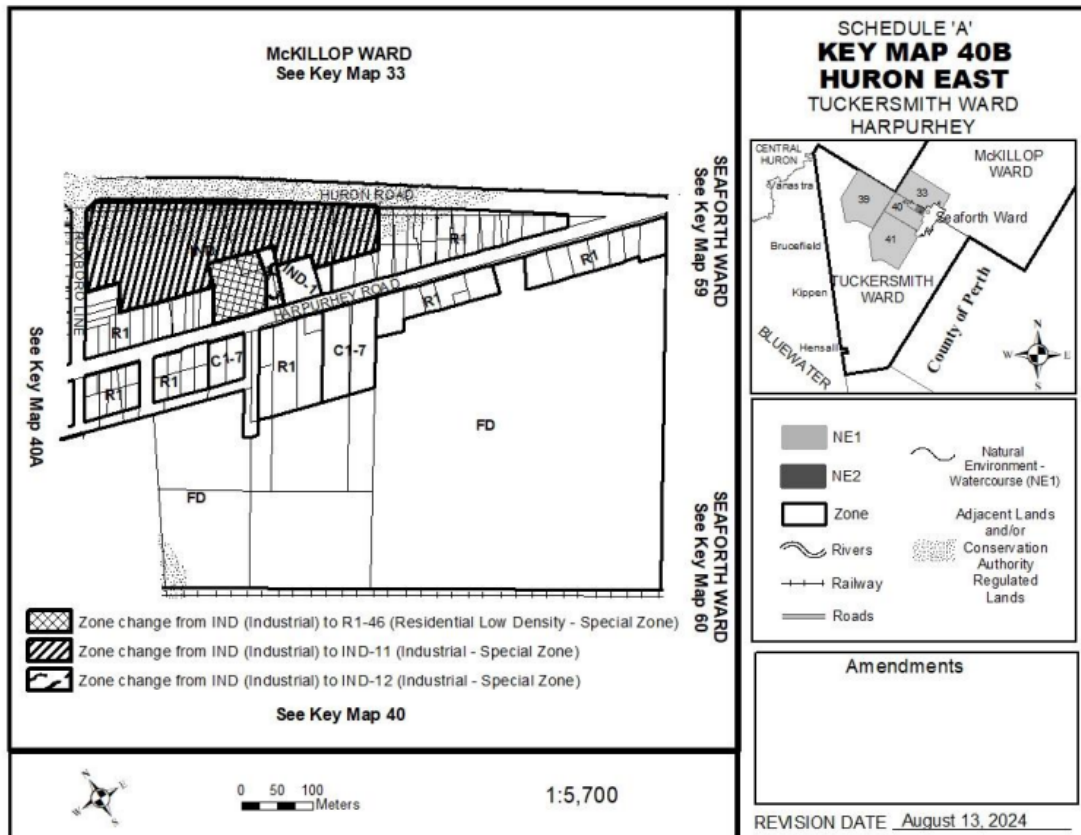 McKILLOP WARD
See Key Map 33
HURON ROAD
ROXBORO LINE
IND
IND-1
R1
HARPURHEY ROAD
R1
R1
R1
R1
R1
C1-7
R1
C1-7
FD
FD
See Key Map 40A
SEAFORTH WARD
See Key Map 59
SEAFORTH WARD
See Key Map 60
Zone change from IND (Industrial) to R1-46 (Residential Low Density - Special Zone)
Zone change from IND (Industrial) to IND-11 (Industrial - Special Zone)
Zone change from IND (Industrial) to IND-12 (Industrial - Special Zone)
See Key Map 40
N
E
W
S
0 50 100
Meters
1:5,700
SCHEDULE 'A'
KEY MAP 40B
HURON EAST
TUCKERSMITH WARD
HARPURHEY
CENTRAL
HURON
Vanastra
McKILLOP
WARD
39
33
40
41
Seaforth Ward
Brucefield
TUCKERSMITH
WARD
Kippen
Hensall
BLUEWATER
County of Perth
N
W
E
S
NE1
NE2
Zone
Rivers
Railway
Roads
Natural
Environment -
Watercourse (NE1)
Adjacent Lands
and/or
Conservation
Authority
Regulated
Lands
Amendments
REVISION DATE August 13, 2024